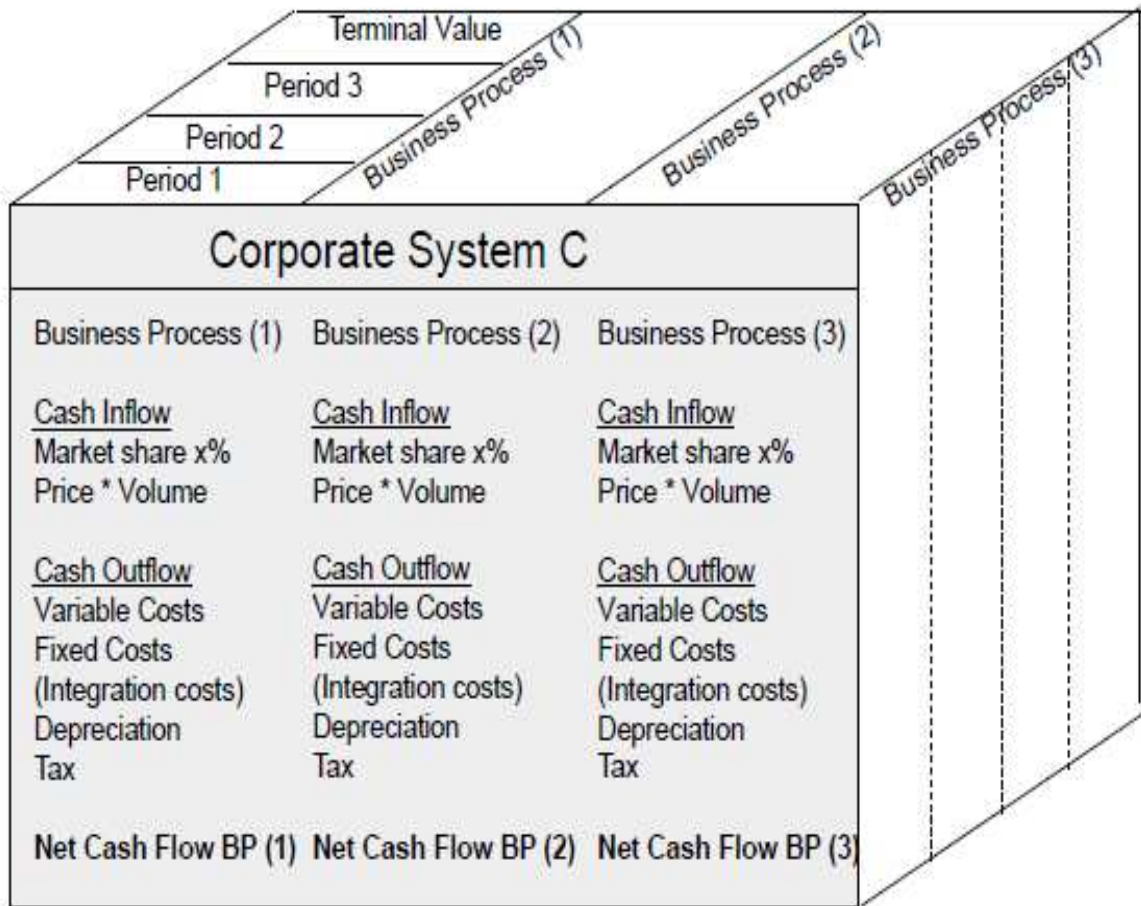 Terminal Value
Period 3
Period 2
Period 1
Business Process (1)
Business Process (2)
Business Process (3)
Corporate System C
Business Process (1) Business Process (2) Business Process (3)
Cash Inflow Cash Inflow Cash Inflow
Market share x% Market share x% Market share x%
Price * Volume Price * Volume Price * Volume
Cash Outflow Cash Outflow Cash Outflow
Variable Costs Variable Costs Variable Costs
Fixed Costs Fixed Costs Fixed Costs
(Integration costs) (Integration costs) (Integration costs)
Depreciation Depreciation Depreciation
Tax Tax Tax
Net Cash Flow BP (1) Net Cash Flow BP (2) Net Cash Flow BP (3)